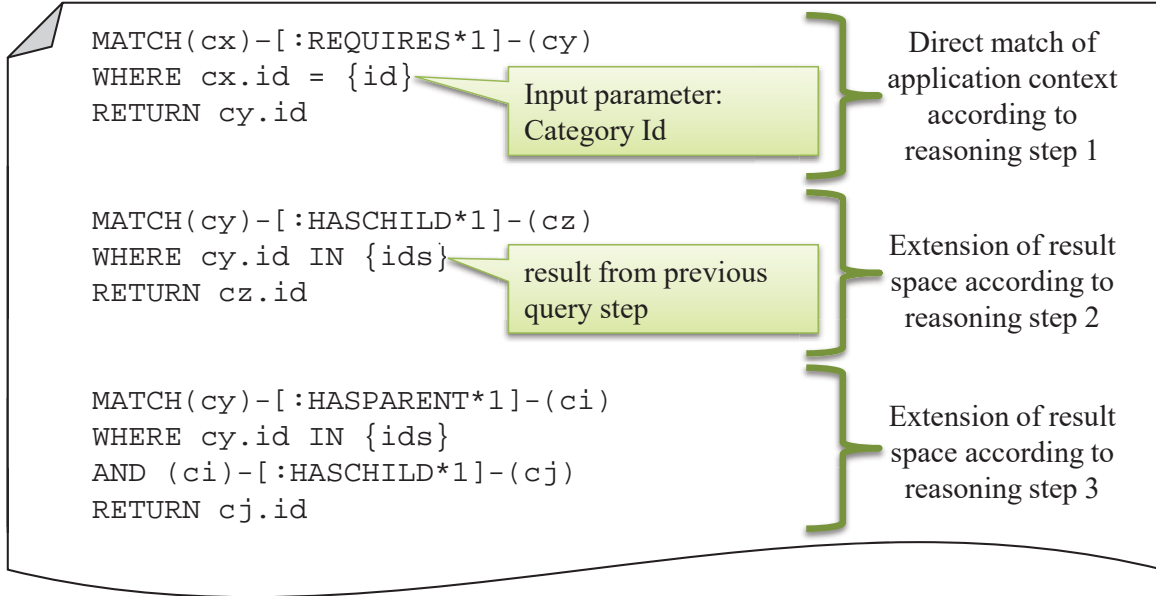 MATCH(cx)-[:REQUIRES*1]-(cy)
WHERE cx.id = {id}
RETURN cy.id
Input parameter:
Category Id
Direct match of
application context
according to
reasoning step 1
MATCH(cy)-[:HASCHILD*1]-(cz)
WHERE cy.id IN {ids}
RETURN cz.id
result from previous
query step
Extension of result
space according to
reasoning step 2
MATCH(cy)-[:HASPARENT*1]-(ci)
WHERE cy.id IN {ids}
AND (ci)-[:HASCHILD*1]-(cj)
RETURN cj.id
Extension of result
space according to
reasoning step 3